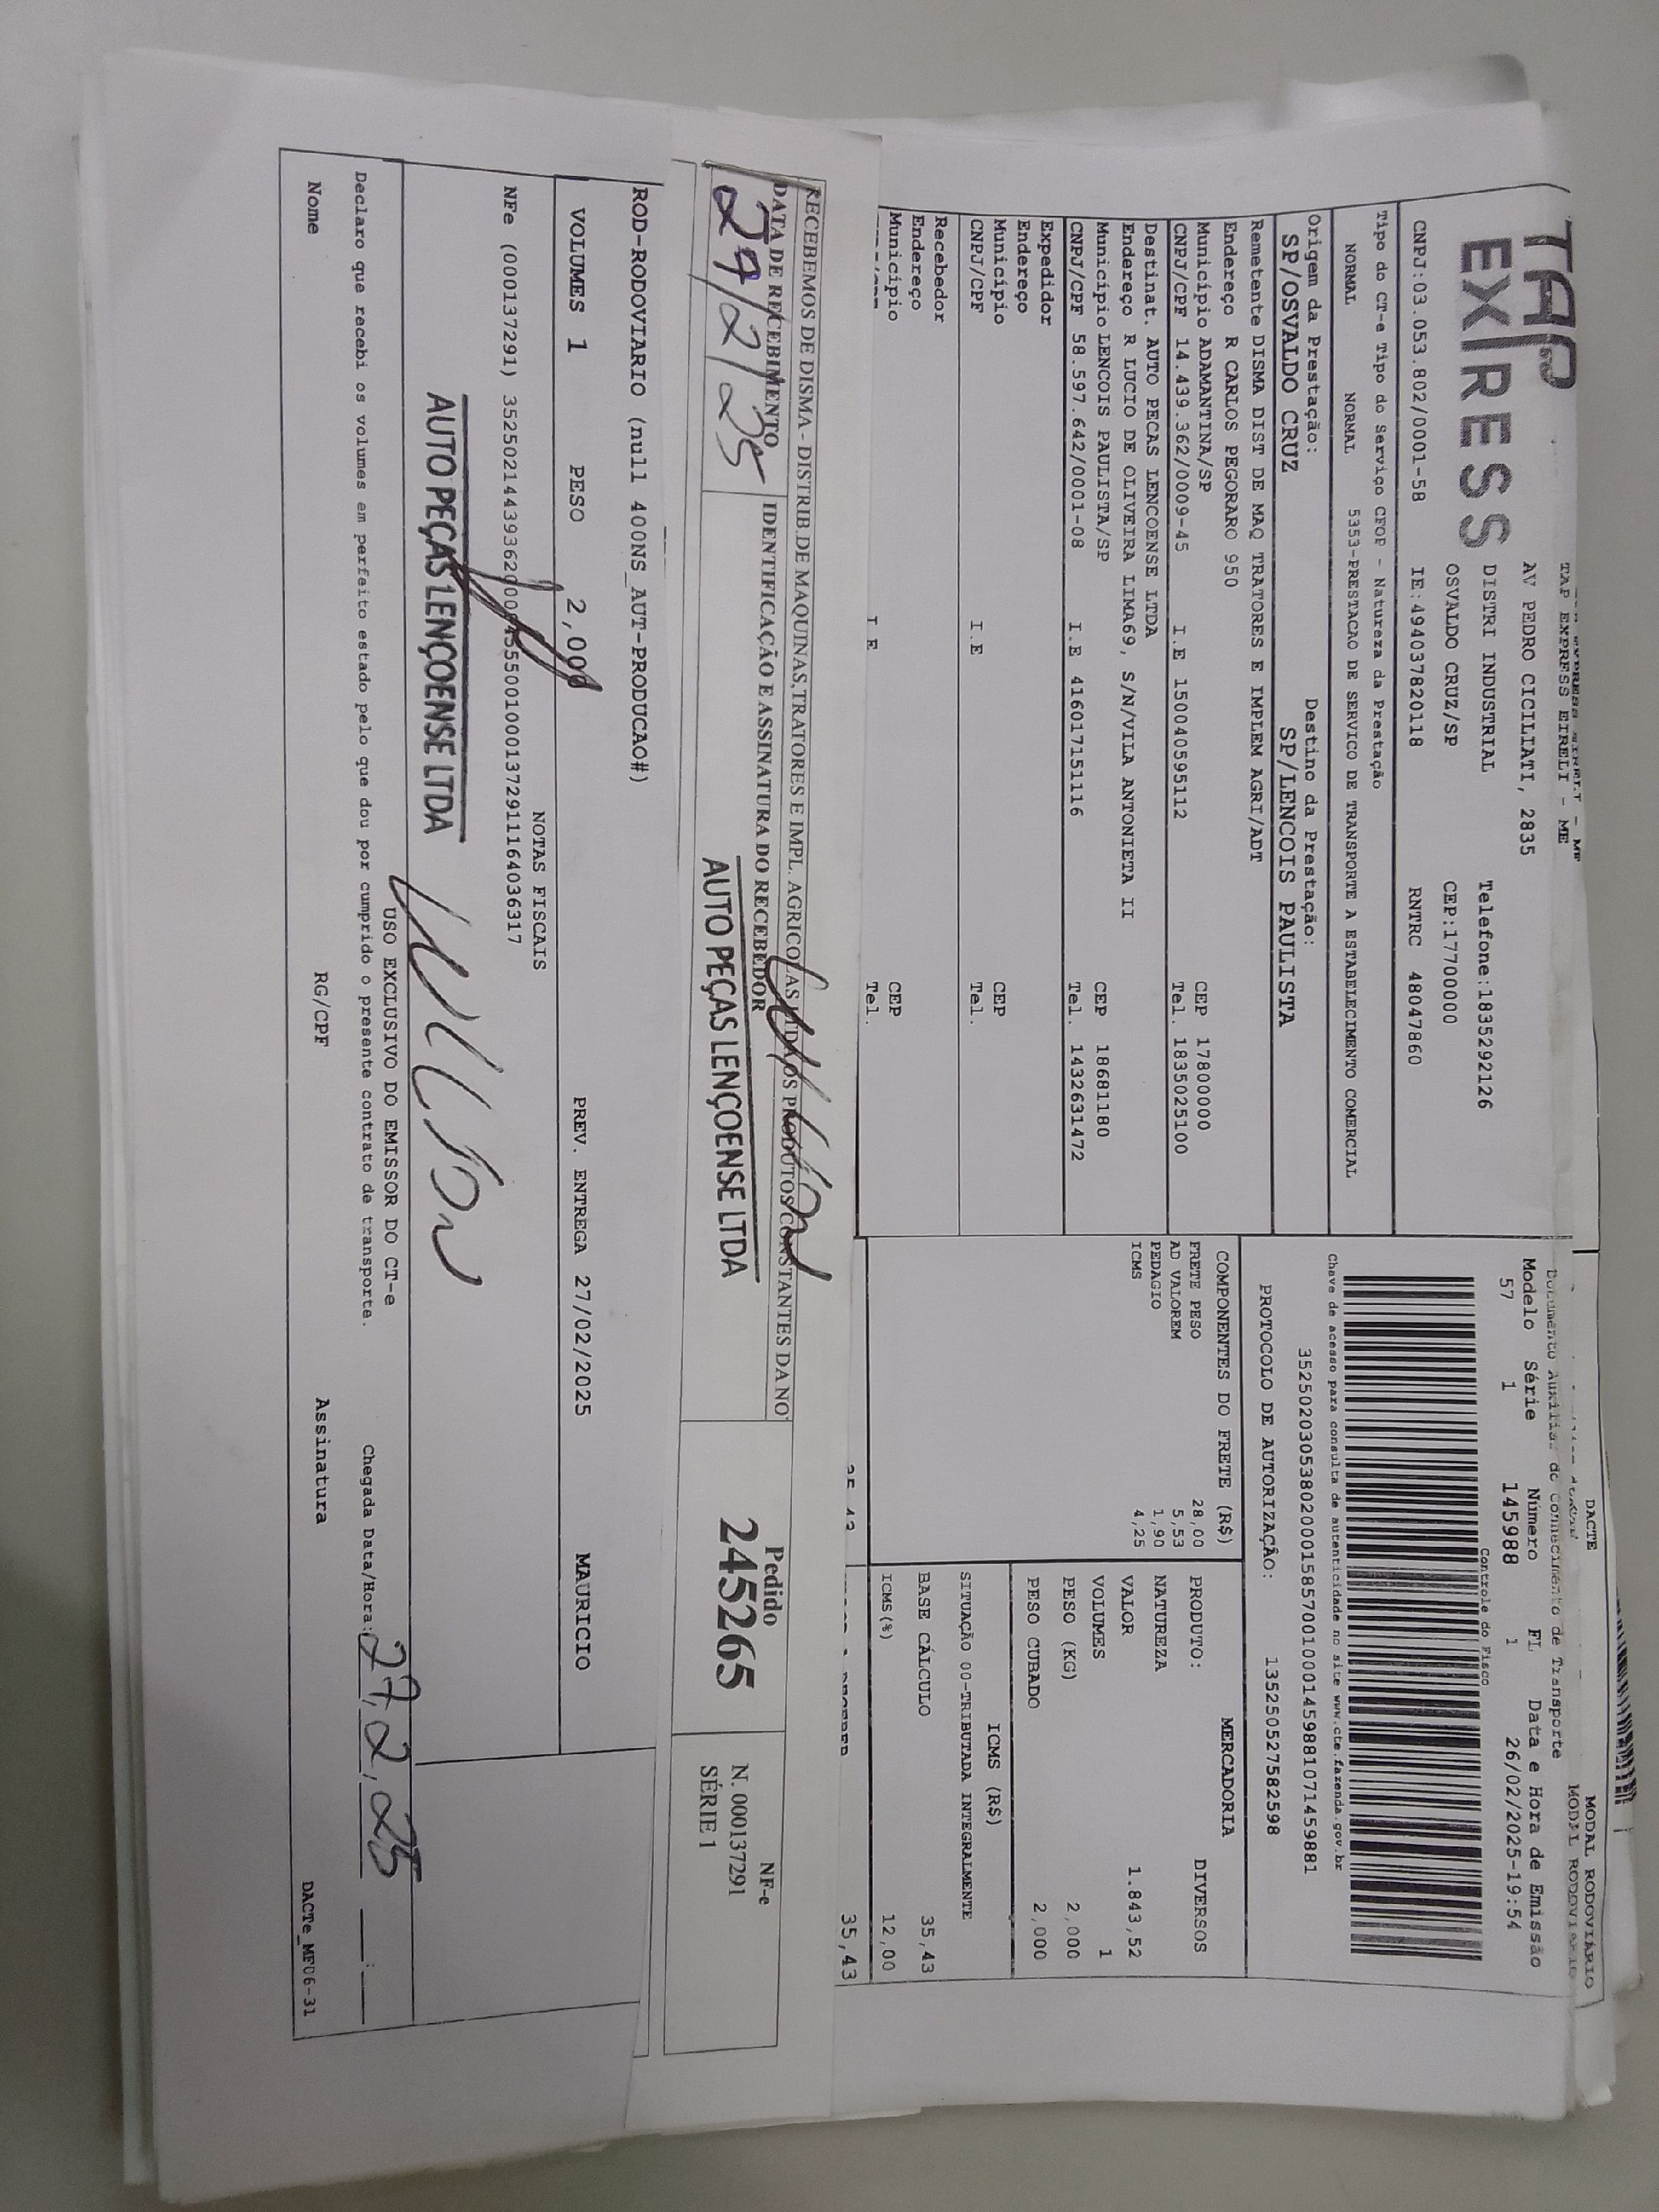 TAP EXPRESS EIRELI - ME
TAP
EXPRESS
AV PEDRO CICILIATI, 2835
DISTRI INDUSTRIAL Telefone:1835292126
OSVALDO CRUZ/SP CEP:17700000
CNPJ:03.053.802/0001-58 IE:494037820118 RNTRC 48047860
Tipo do CT-e Tipo do Serviço CFOP - Natureza da Prestação
NORMAL NORMAL 5353-PRESTACAO DE SERVICO DE TRANSPORTE A ESTABELECIMENTO COMERCIAL
Origem da Prestação: Destino da Prestação:
SP/OSVALDO CRUZ SP/LENCOIS PAULISTA
Remetente DISMA DIST DE MAQ TRATORES E IMPLEM AGRI/ADT
Endereço R CARLOS PEGORARO 950
Município ADAMANTINA/SP CEP 17800000
CNPJ/CPF 14.439.362/0009-45 I.E 150040595112 Tel. 1835025100
Destinat. AUTO PECAS LENCOENSE LTDA
Endereço R LUCIO DE OLIVEIRA LIMA69, S/N/VILA ANTONIETA II
Município LENCOIS PAULISTA/SP CEP 18681180
CNPJ/CPF 58.597.642/0001-08 I.E 416017151116 Tel. 1432631472
Expedidor
Endereço
Município CEP
CNPJ/CPF I.E Tel.
Recebedor
Endereço
Município CEP
I E Tel.
DACTE MODAL RODOVIÁRIO
Documento Auxiliar do Conhecimento de Transporte
Modelo Série Número FL Data e Hora de Emissão
57 1 145988 1 26/02/2025-19:54
Controle do Fisco
Chave de acesso para consulta de autenticidade no site www.cte.fazenda.gov.br
35250203053802000158570010001459881071459881
PROTOCOLO DE AUTORIZAÇÃO: 135250527582598
COMPONENTES DO FRETE (R$)
FRETE PESO 28,00
AD VALOREM 5,53
PEDAGIO 1,90
ICMS 4,25
MERCADORIA
PRODUTO: DIVERSOS
NATUREZA
VALOR 1.843,52
VOLUMES 1
PESO (KG) 2,000
PESO CUBADO 2,000
ICMS (R$)
SITUAÇÃO 00-TRIBUTADA INTEGRALMENTE
BASE CÁLCULO 35,43
ICMS(%) 12,00
35,43
RECEBEMOS DE DISMA - DISTRIB DE MAQUINAS,TRATORES E IMPL. AGRICOLAS LTDA OS PRODUTOS CONSTANTES DA NO
DATA DE RECEBIMENTO IDENTIFICAÇÃO E ASSINATURA DO RECEBEDOR
27/2/25
AUTO PEÇAS LENÇOENSE LTDA
Pedido
245265
NF-e
N. 000137291
SÉRIE 1
ROD-RODOVIARIO (null 400NS_AUT-PRODUCAO#)
VOLUMES 1 PESO 2,000 PREV. ENTREGA 27/02/2025 MAURICIO
NOTAS FISCAIS
NFe (000137291) 35250214439362000945550010001372911164036317
AUTO PEÇAS LENÇOENSE LTDA
USO EXCLUSIVO DO EMISSOR DO CT-e
Declaro que recebi os volumes em perfeito estado pelo que dou por cumprido o presente contrato de transporte. Chegada Data/Hora: 27, 2, 25 __:__
Nome RG/CPF Assinatura
DACTe_MF06-31